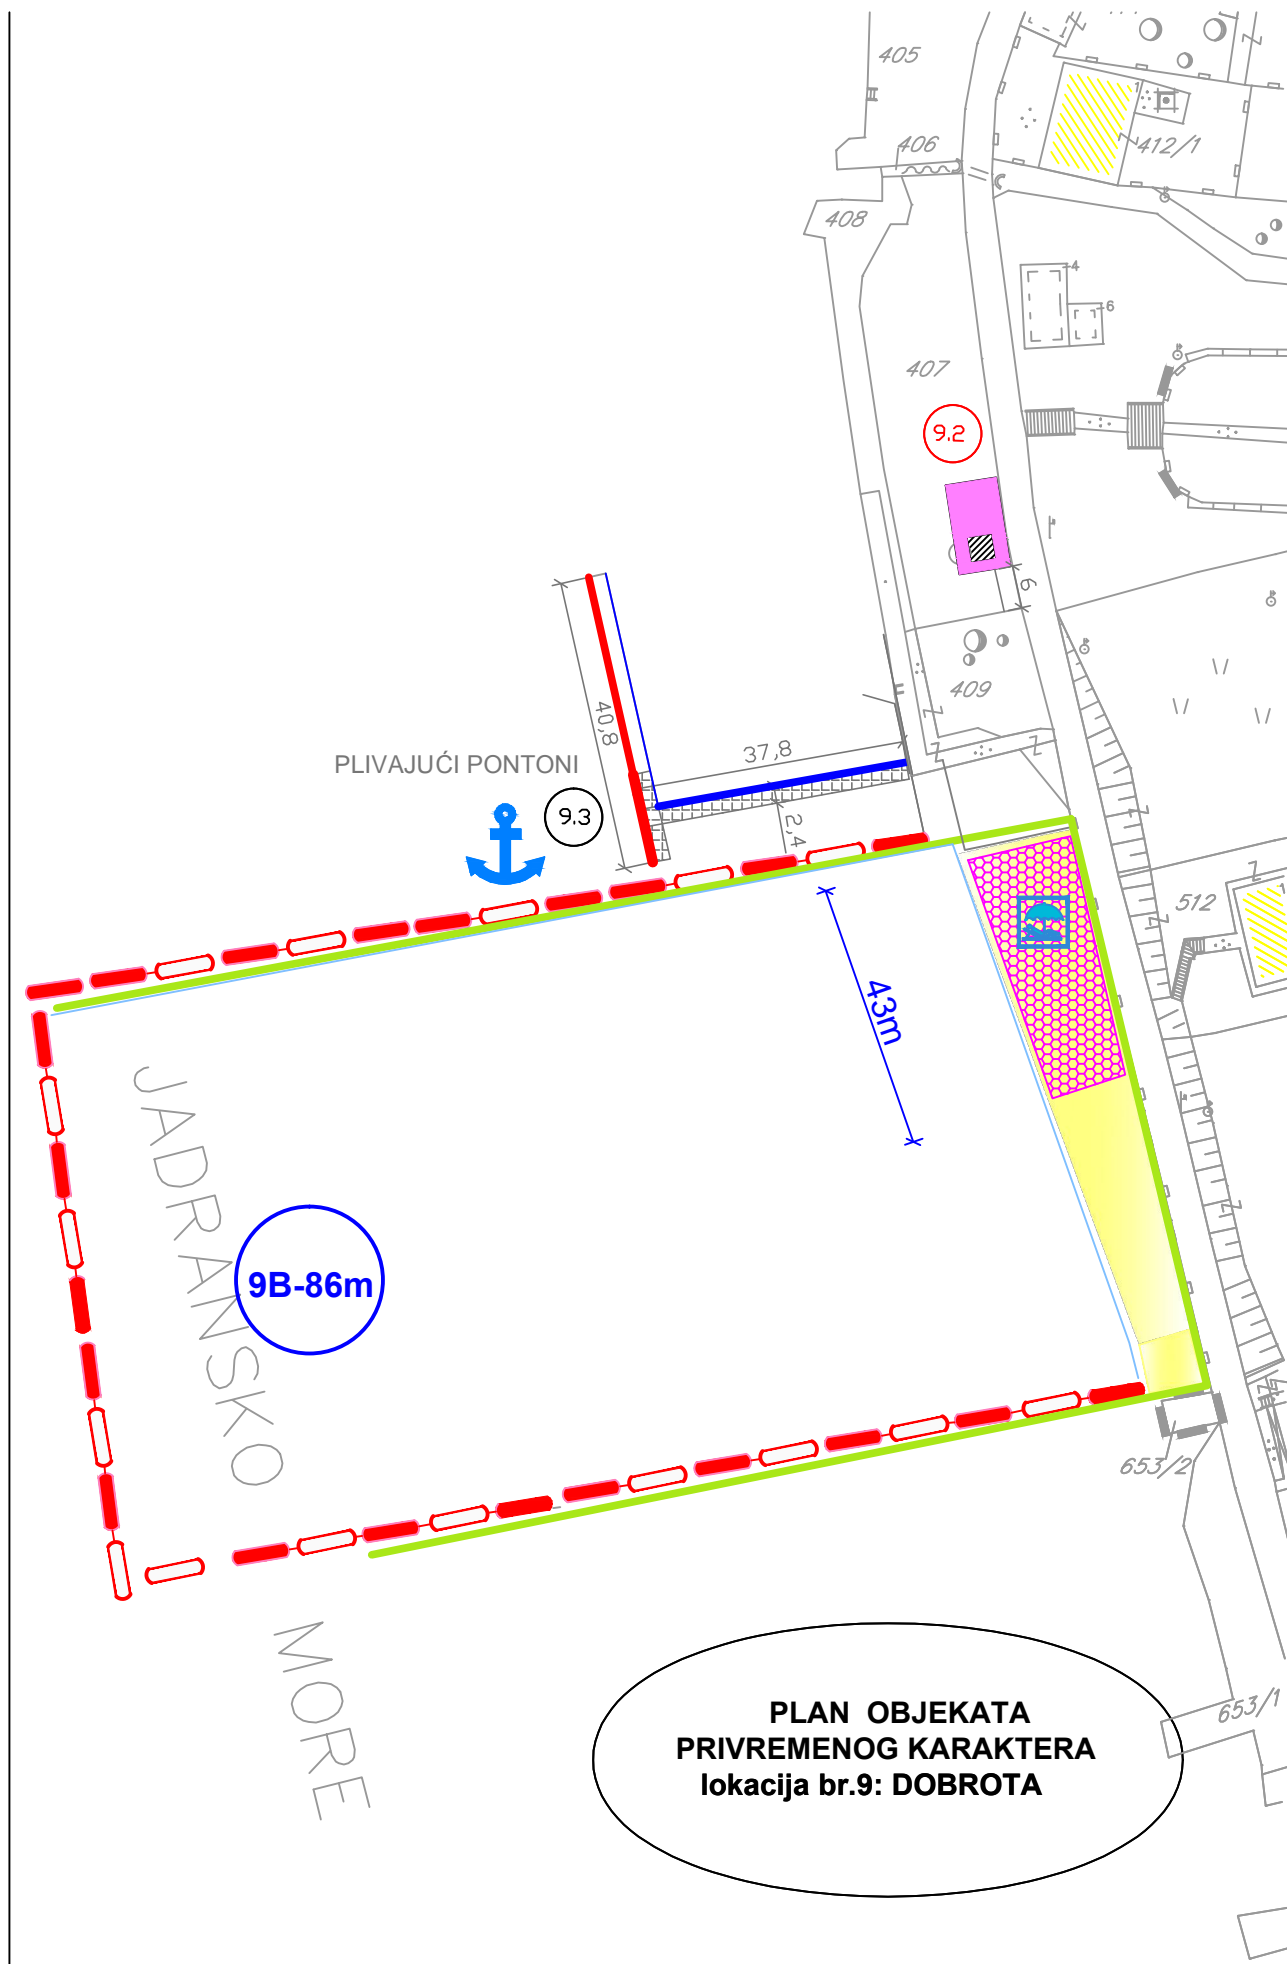 405
406
1
412/1
408
4
6
407
9.2
6
409
40,8
37,8
PLIVAJUĆI PONTONI
9.3
2,4
512
1
43m
JADRANSKO
9B-86m
653/2
MORE
653/1
PLAN OBJEKATA
PRIVREMENOG KARAKTERA
lokacija br.9: DOBROTA